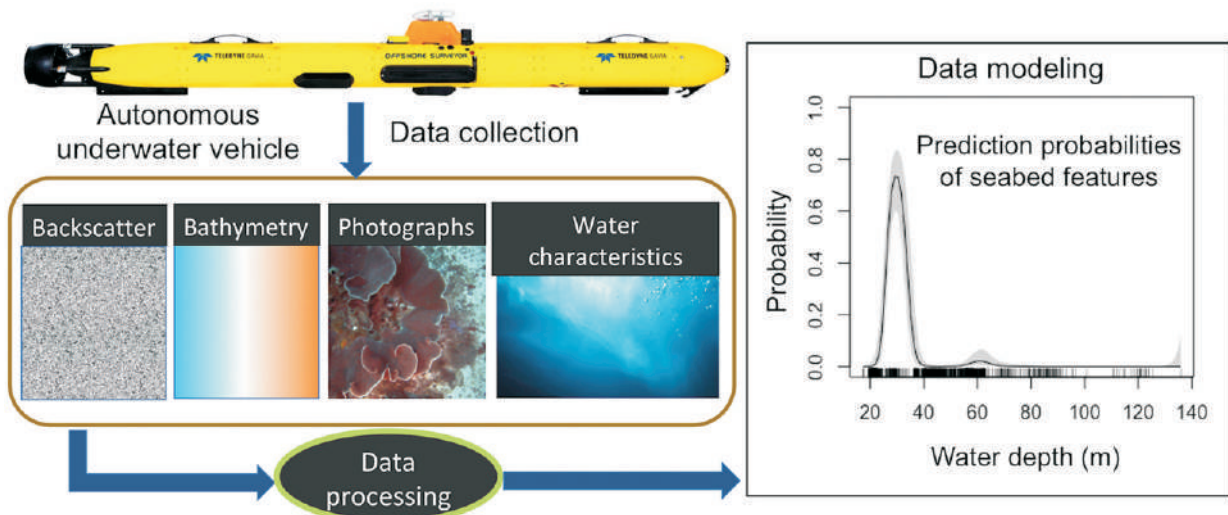 TELEDYNE GAVIA
OFFSHORE SURVEYOR
TELEDYNE GAVIA
Autonomous
underwater vehicle
Data collection
Backscatter
Bathymetry
Photographs
Water
characteristics
Data
processing
Data modeling
Prediction probabilities
of seabed features
Probability
1.0
0.8
0.6
0.4
0.2
0.0
20 40 60 80 100 120 140
Water depth (m)